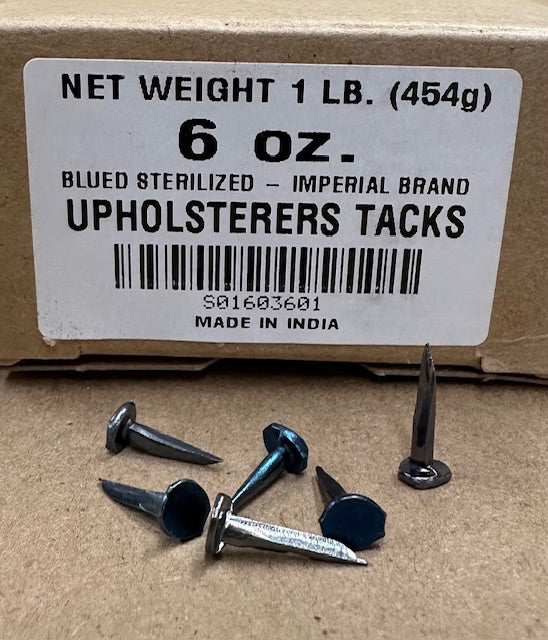 NET WEIGHT 1 LB. (454g)
6 OZ.
BLUED STERILIZED – IMPERIAL BRAND
UPHOLSTERERS TACKS
S01603601
MADE IN INDIA